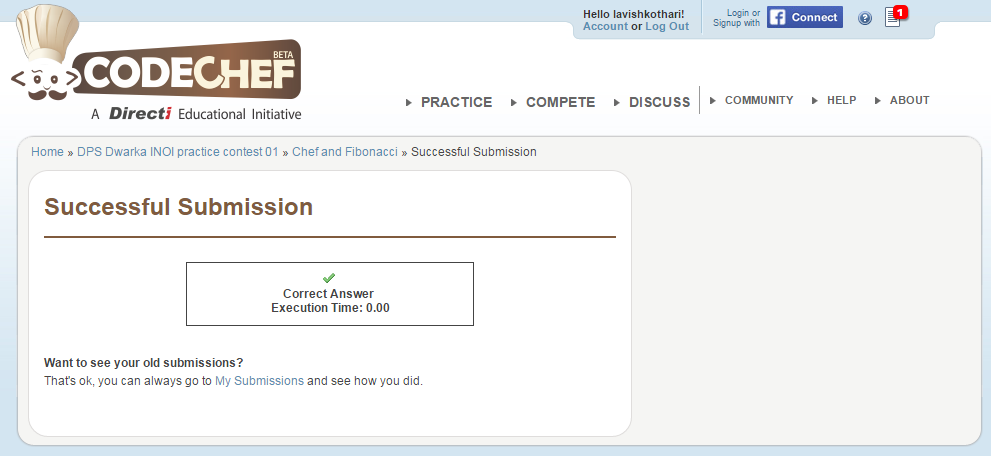 Hello lavishkothari!
Account or Log Out
Login or
Signup with
Connect
?
1
CODECHEF
BETA
A Directi Educational Initiative
PRACTICE
COMPETE
DISCUSS
COMMUNITY
HELP
ABOUT
Home » DPS Dwarka INOI practice contest 01 » Chef and Fibonacci » Successful Submission
Successful Submission
Correct Answer
Execution Time: 0.00
Want to see your old submissions?
That's ok, you can always go to My Submissions and see how you did.